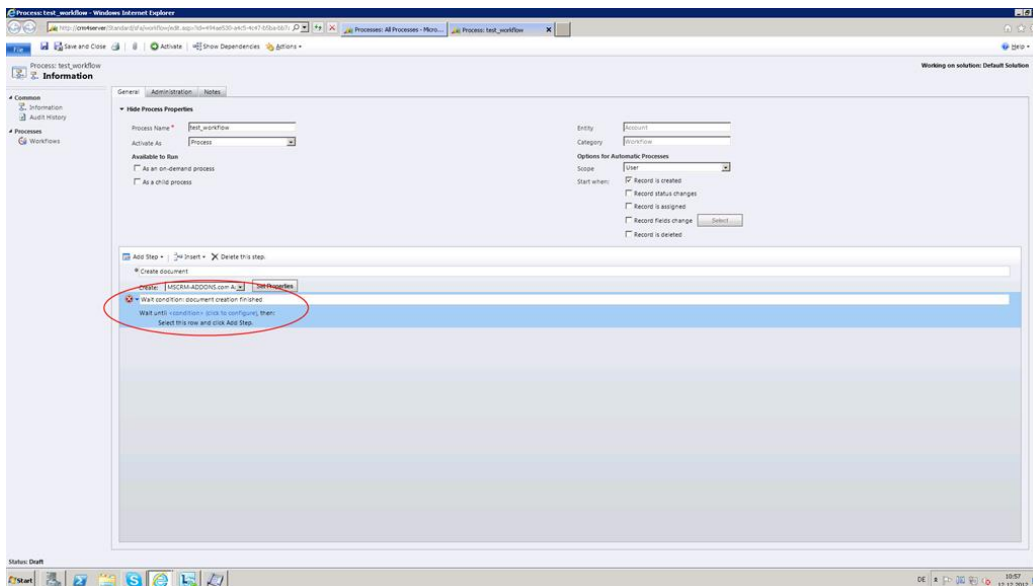 Process: test_workflow - Windows Internet Explorer
Processes: All Processes - Micro... Process: test_workflow
File Save and Close Activate Show Dependencies Actions Help
Process: test_workflow
Information
Working on solution: Default Solution
Common
Information
Audit History
Processes
Workflows
General Administration Notes
Hide Process Properties
Process Name * test_workflow
Activate As Process
Available to Run
As an on-demand process
As a child process
Entity Account
Category Workflow
Options for Automatic Processes
Scope User
Start when: Record is created
Record status changes
Record is assigned
Record fields change Select
Record is deleted
Add Step Insert Delete this step.
* Create document
Create: MSCRM-ADDONS.com A Set Properties
Wait condition: document creation finished
Wait until <condition> (click to configure), then:
Select this row and click Add Step.
Status: Draft
Start DE 10:57
12.12.2012